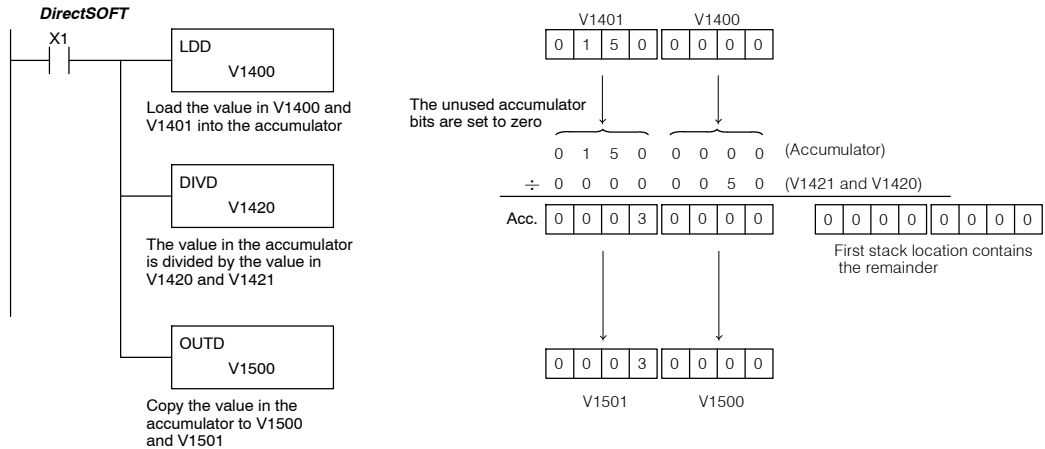 DirectSOFT
X1
LDD
V1400
Load the value in V1400 and
V1401 into the accumulator
DIVD
V1420
The value in the accumulator
is divided by the value in
V1420 and V1421
OUTD
V1500
Copy the value in the
accumulator to V1500
and V1501
V1401 V1400
0 1 5 0 0 0 0 0
The unused accumulator
bits are set to zero
0 1 5 0 0 0 0 0 (Accumulator)
÷ 0 0 0 0 0 0 5 0 (V1421 and V1420)
Acc. 0 0 0 3 0 0 0 0 0 0 0 0 0 0 0 0
First stack location contains
the remainder
0 0 0 3 0 0 0 0
V1501 V1500